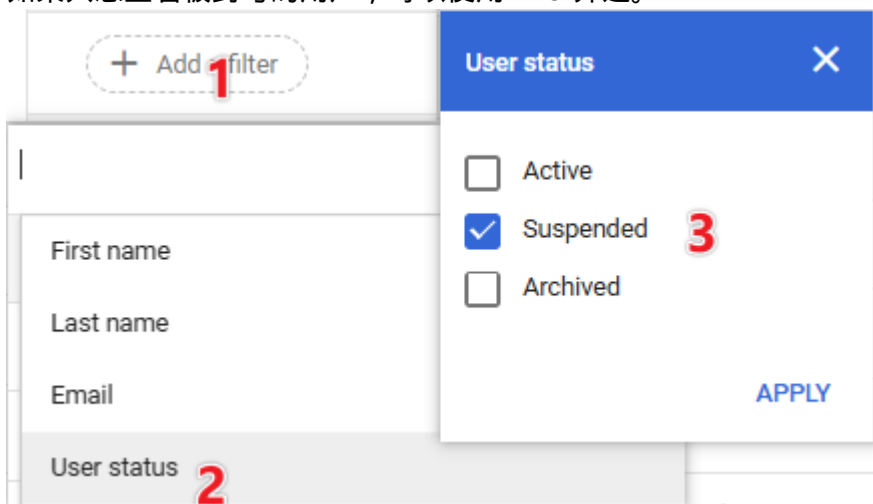 + Add filter
1
User status
Active
Suspended
3
Archived
APPLY
First name
Last name
Email
User status
2